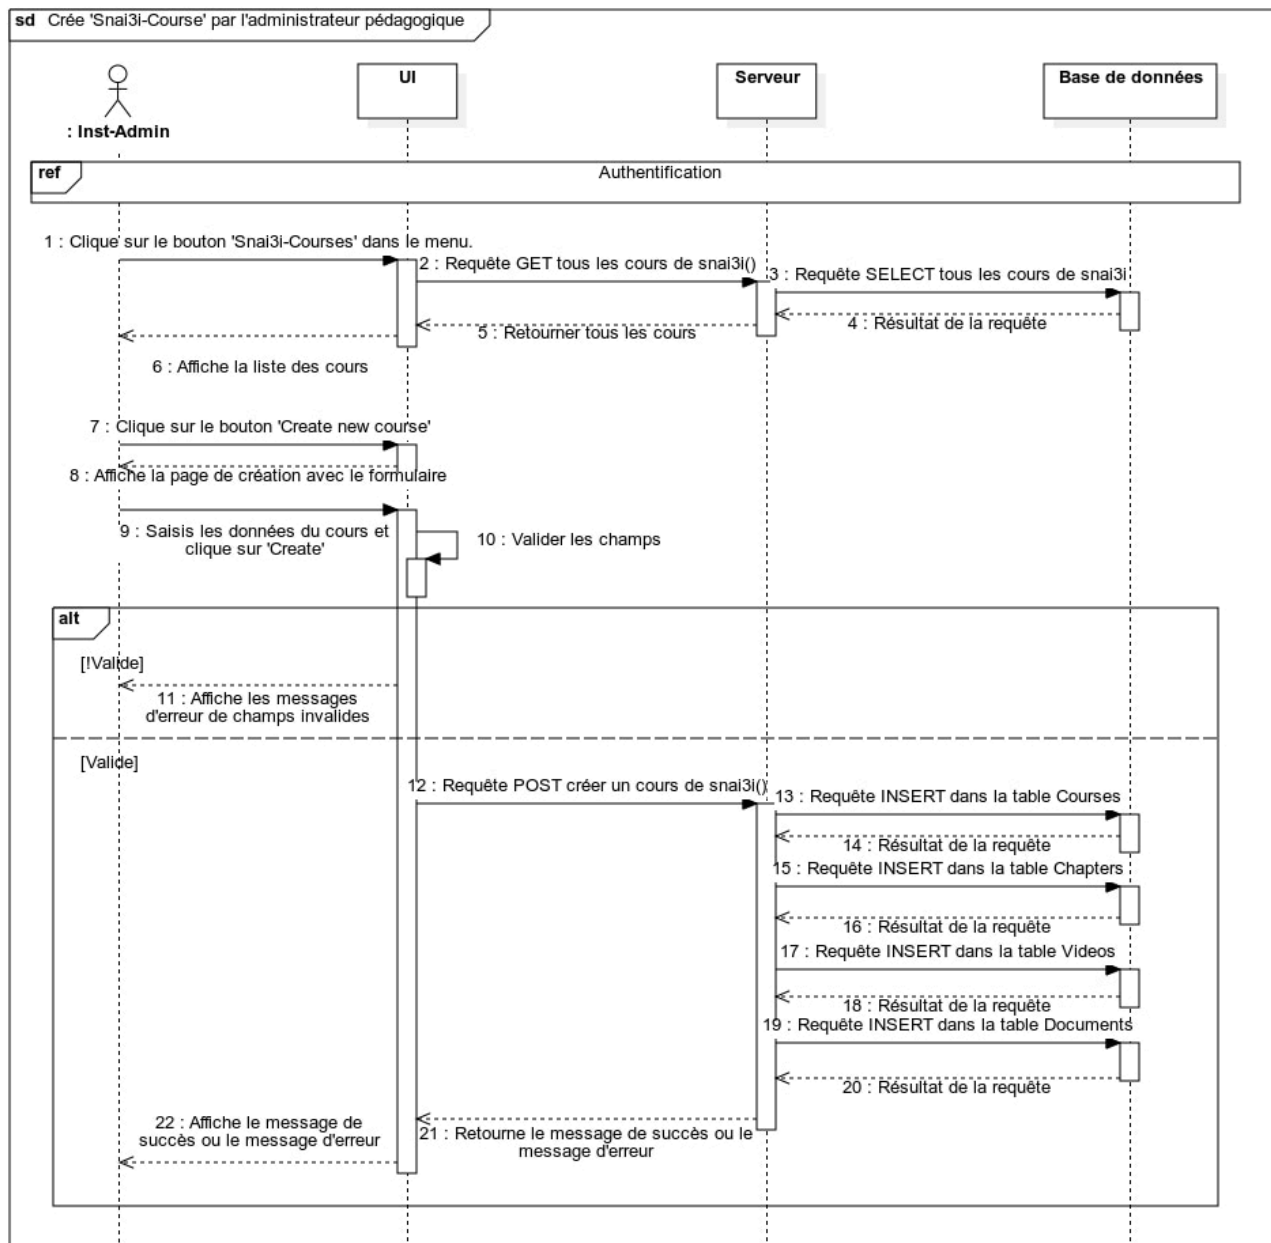 sd Crée 'Snai3i-Course' par l'administrateur pédagogique
UI
Serveur
Base de données
: Inst-Admin
ref
Authentification
1 : Clique sur le bouton 'Snai3i-Courses' dans le menu.
2 : Requête GET tous les cours de snai3i()
3 : Requête SELECT tous les cours de snai3i
4 : Résultat de la requête
5 : Retourner tous les cours
6 : Affiche la liste des cours
7 : Clique sur le bouton 'Create new course'
8 : Affiche la page de création avec le formulaire
9 : Saisis les données du cours et
clique sur 'Create'
10 : Valider les champs
alt
[!Valide]
11 : Affiche les messages
d'erreur de champs invalides
[Valide]
12 : Requête POST créer un cours de snai3i()
13 : Requête INSERT dans la table Courses
14 : Résultat de la requête
15 : Requête INSERT dans la table Chapters
16 : Résultat de la requête
17 : Requête INSERT dans la table Videos
18 : Résultat de la requête
19 : Requête INSERT dans la table Documents
20 : Résultat de la requête
21 : Retourne le message de succès ou le
message d'erreur
22 : Affiche le message de
succès ou le message d'erreur